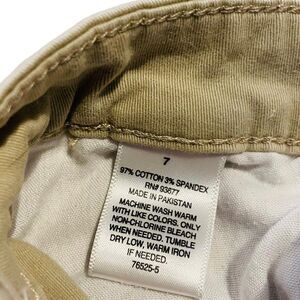 7
97% COTTON 3% SPANDEX
RN# 93677
MADE IN PAKISTAN
MACHINE WASH WARM
WITH LIKE COLORS. ONLY
NON-CHLORINE BLEACH
WHEN NEEDED. TUMBLE
DRY LOW, WARM IRON
IF NEEDED.
76525-5